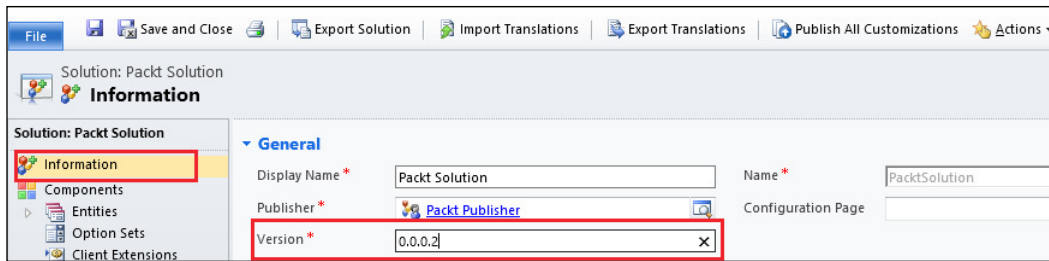 File Save and Close Export Solution Import Translations Export Translations Publish All Customizations Actions
Solution: Packt Solution
Information
Solution: Packt Solution
Information
Components
Entities
Option Sets
Client Extensions
General
Display Name * Packt Solution Name * PacktSolution
Publisher * Packt Publisher Configuration Page
Version * 0.0.0.2